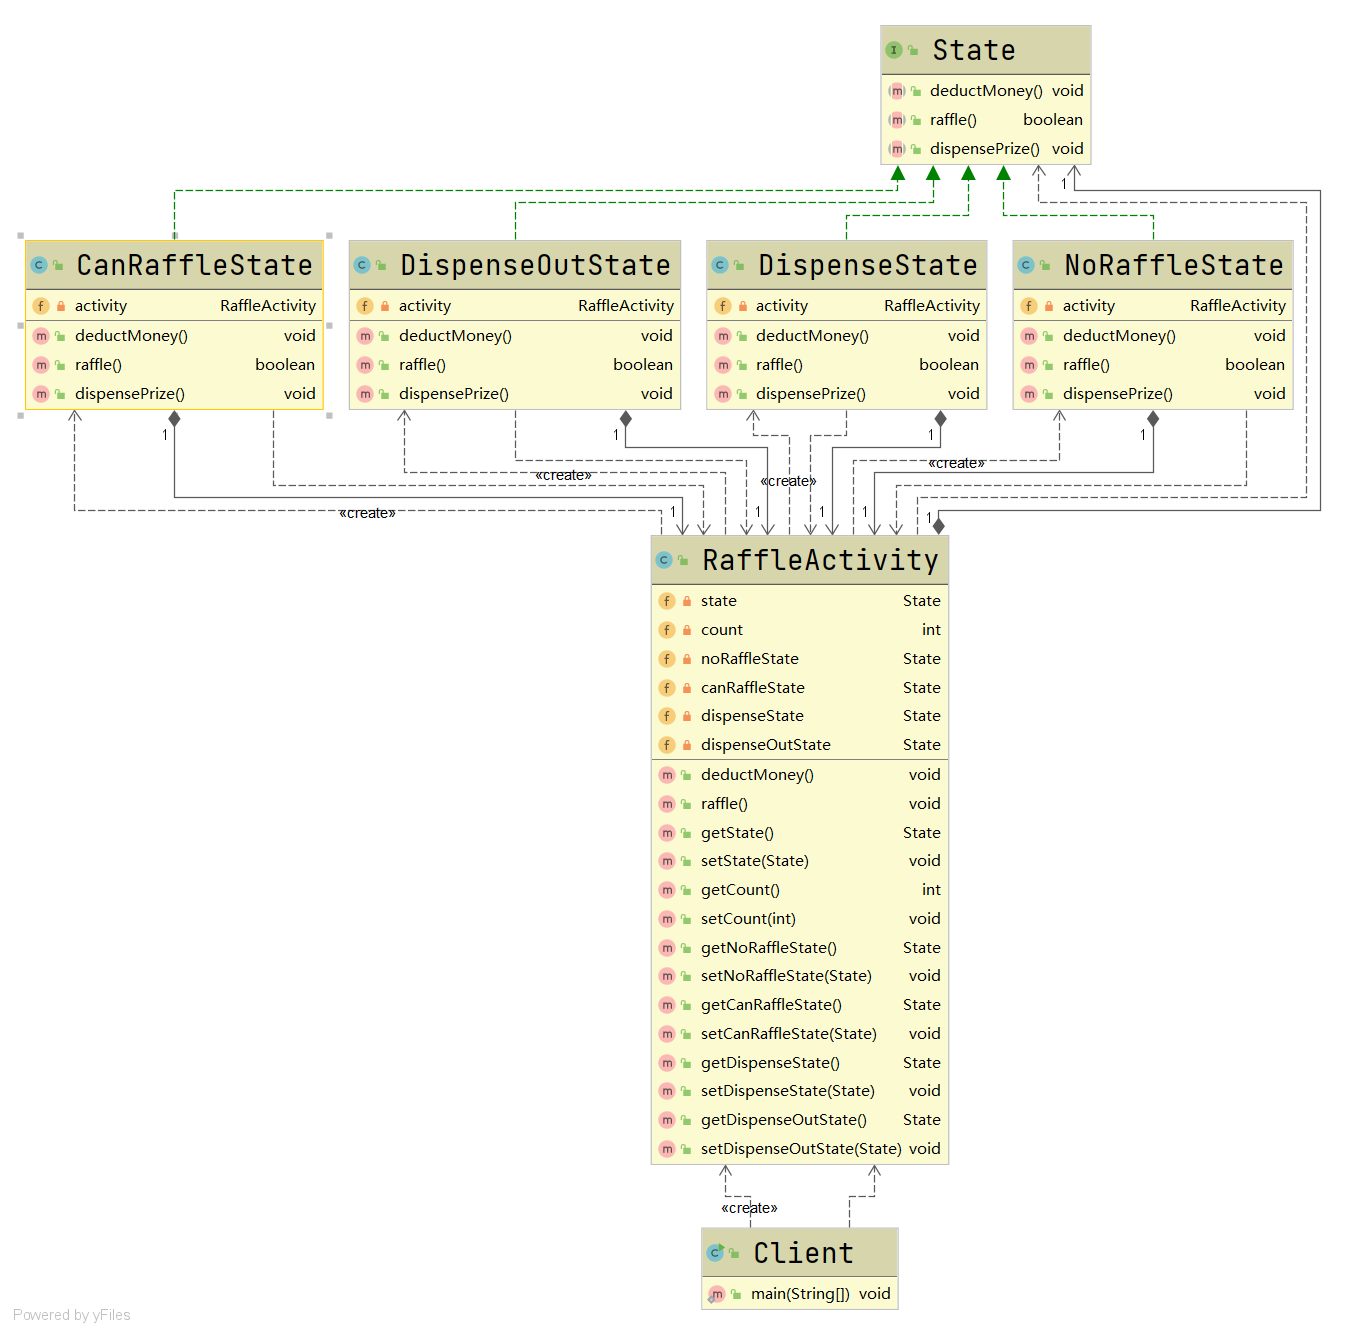 State
deductMoney() void
raffle() boolean
dispensePrize() void
1
CanRaffleState
activity RaffleActivity
deductMoney() void
raffle() boolean
dispensePrize() void
DispenseOutState
activity RaffleActivity
deductMoney() void
raffle() boolean
dispensePrize() void
DispenseState
activity RaffleActivity
deductMoney() void
raffle() boolean
dispensePrize() void
NoRaffleState
activity RaffleActivity
deductMoney() void
raffle() boolean
dispensePrize() void
1
1
1
1
«create»
«create»
«create»
«create»
1
1
1
1
1
RaffleActivity
state State
count int
noRaffleState State
canRaffleState State
dispenseState State
dispenseOutState State
deductMoney() void
raffle() void
getState() State
setState(State) void
getCount() int
setCount(int) void
getNoRaffleState() State
setNoRaffleState(State) void
getCanRaffleState() State
setCanRaffleState(State) void
getDispenseState() State
setDispenseState(State) void
getDispenseOutState() State
setDispenseOutState(State) void
«create»
Client
main(String[]) void
Powered by yFiles